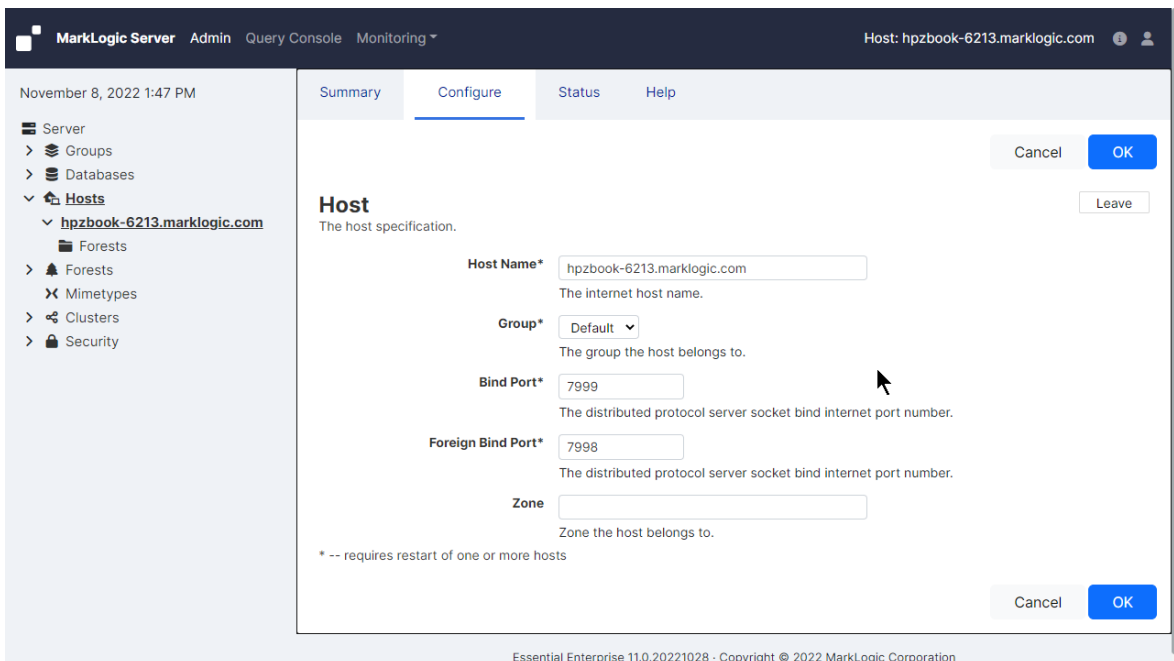 MarkLogic Server Admin Query Console Monitoring Host: hpzbook-6213.marklogic.com
November 8, 2022 1:47 PM
Server
Groups
Databases
Hosts
hpzbook-6213.marklogic.com
Forests
Forests
Mimetypes
Clusters
Security
Summary Configure Status Help
Cancel OK
Host Leave
The host specification.
Host Name* hpzbook-6213.marklogic.com
The internet host name.
Group* Default
The group the host belongs to.
Bind Port* 7999
The distributed protocol server socket bind internet port number.
Foreign Bind Port* 7998
The distributed protocol server socket bind internet port number.
Zone
Zone the host belongs to.
* -- requires restart of one or more hosts
Cancel OK
Essential Enterprise 11.0.20221028 · Copyright © 2022 MarkLogic Corporation